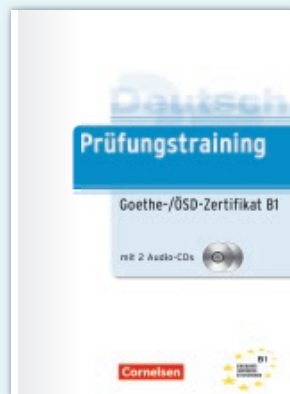 Deutsch
Prüfungstraining
Goethe-/ÖSD-Zertifikat B1
mit 2 Audio-CDs
Cornelsen
B1